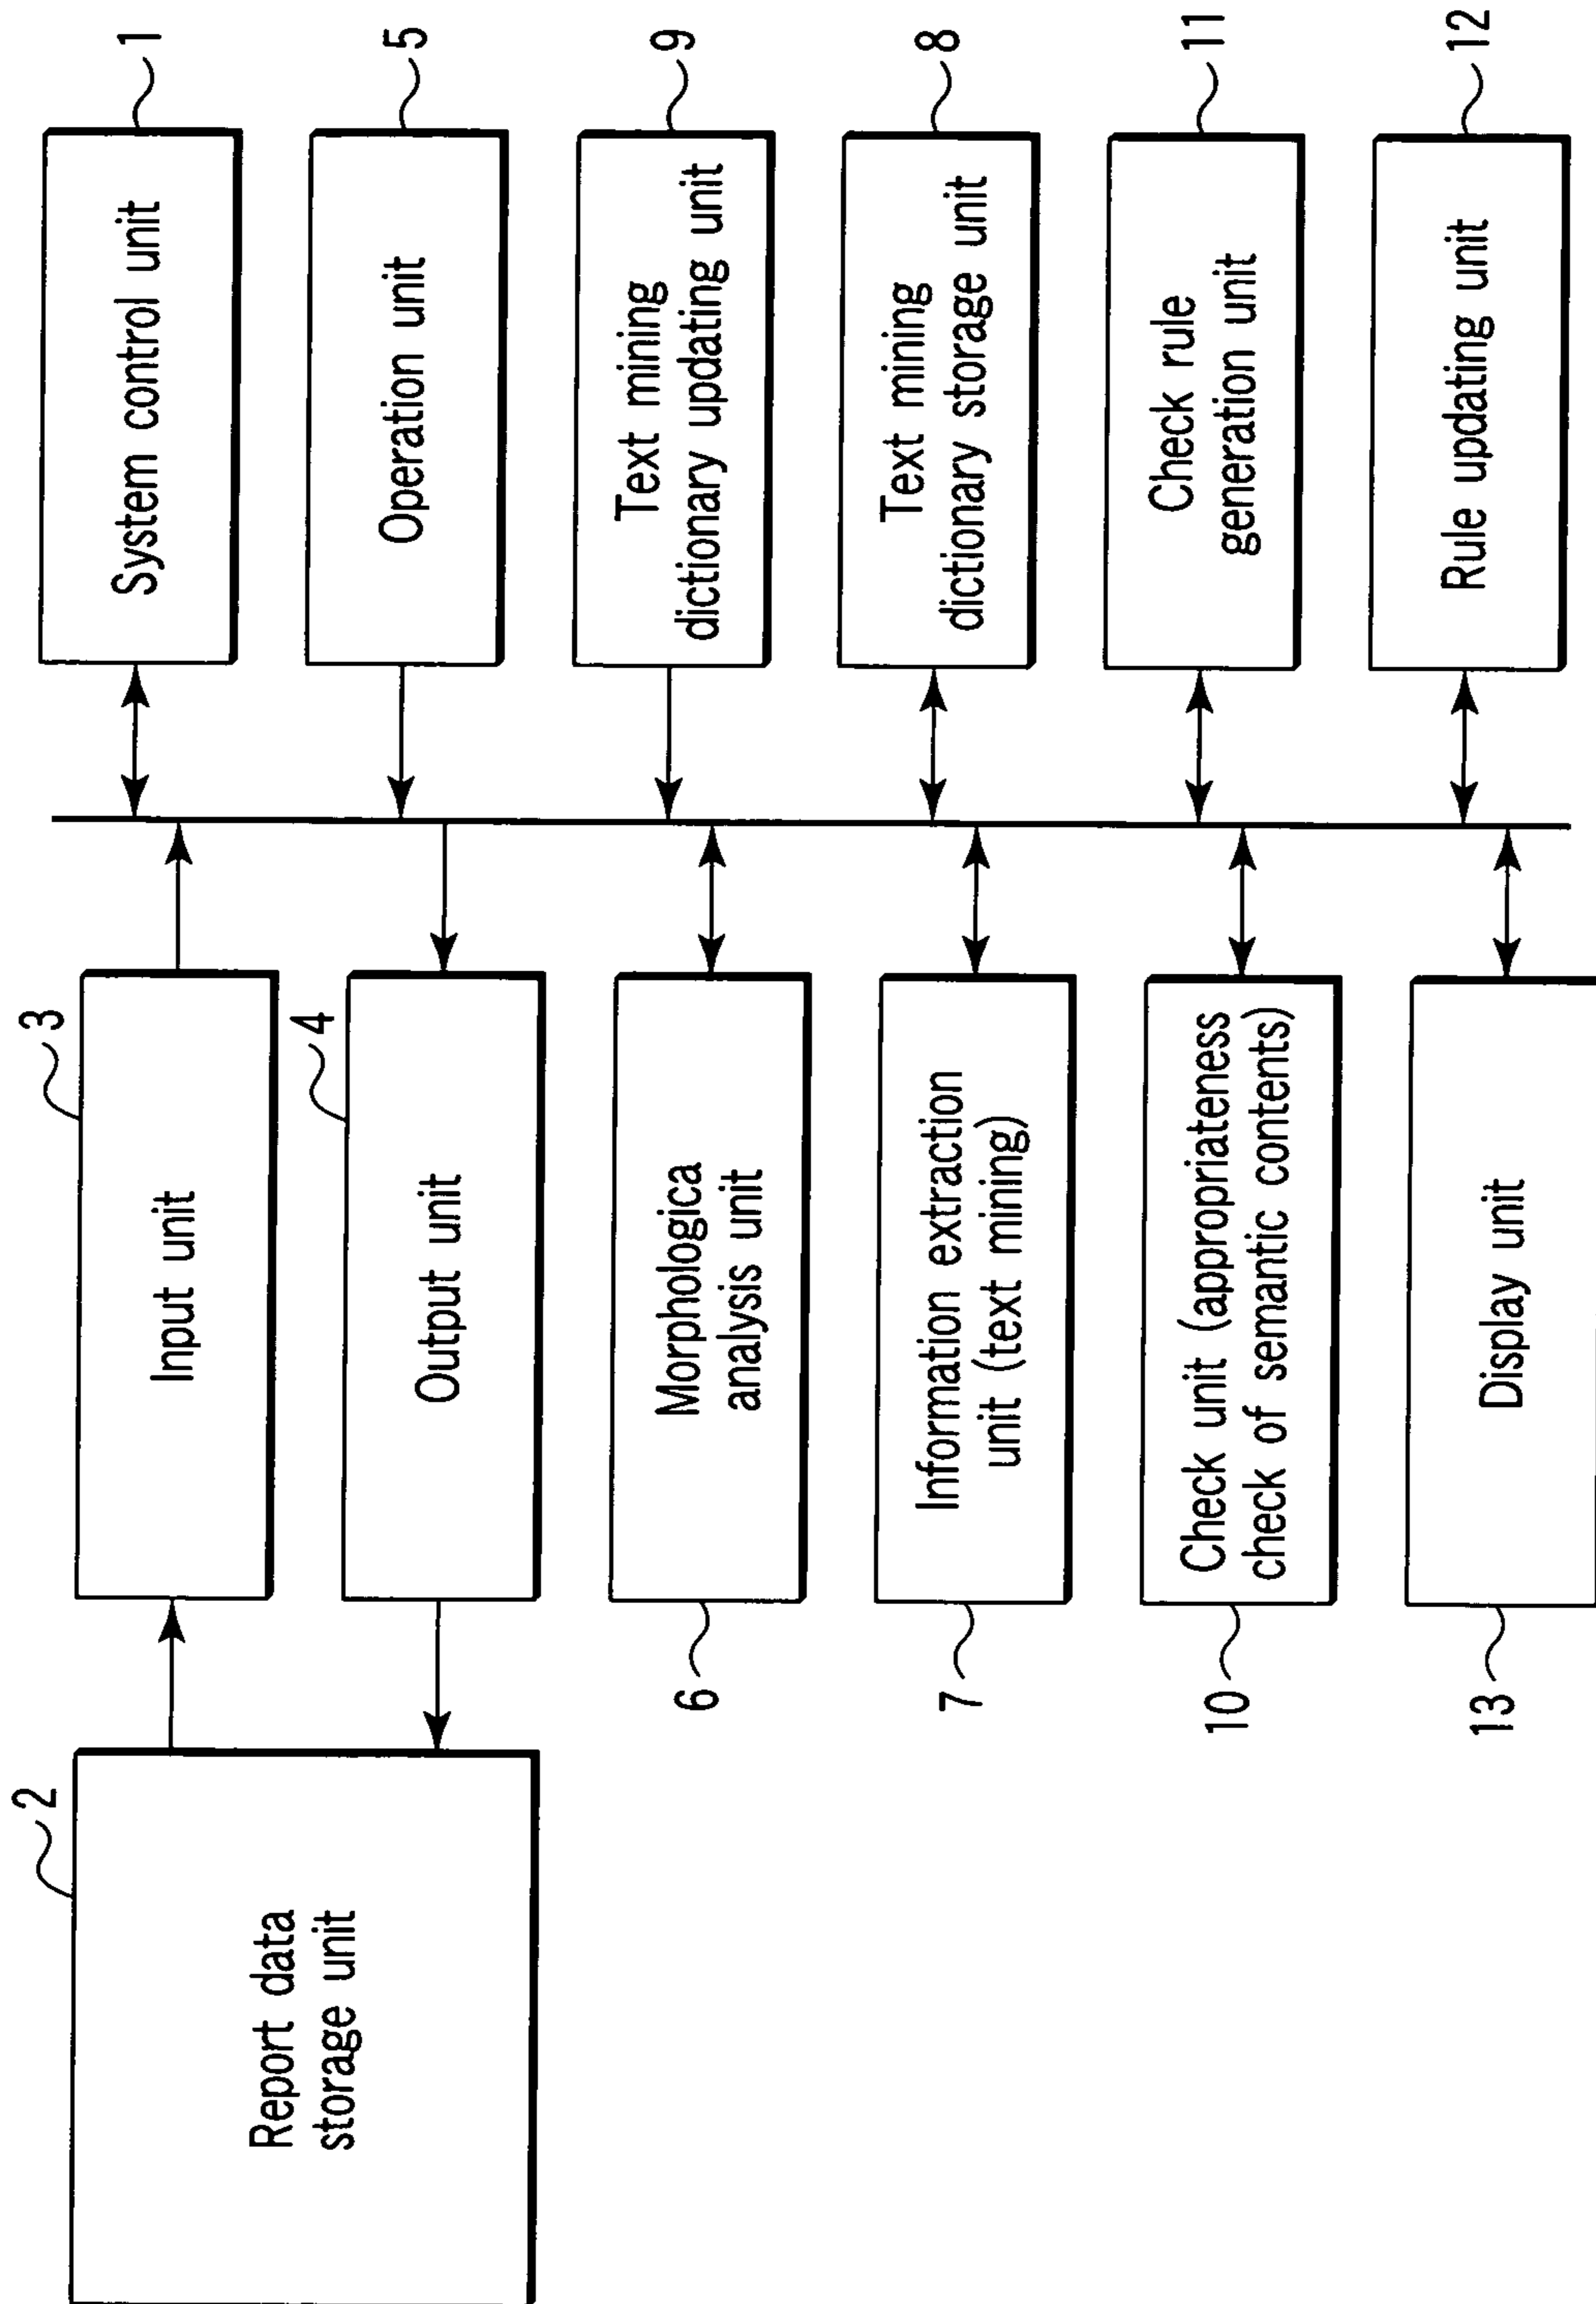 2
Report data
storage unit
3
Input unit
4
Output unit
6
Morphologica
analysis unit
7
Information extraction
unit (text mining)
10
Check unit (appropriateness
check of semantic contents)
13
Display unit
System control unit
1
Operation unit
5
Text mining
dictionary updating unit
9
Text mining
dictionary storage unit
8
Check rule
generation unit
11
Rule updating unit
12